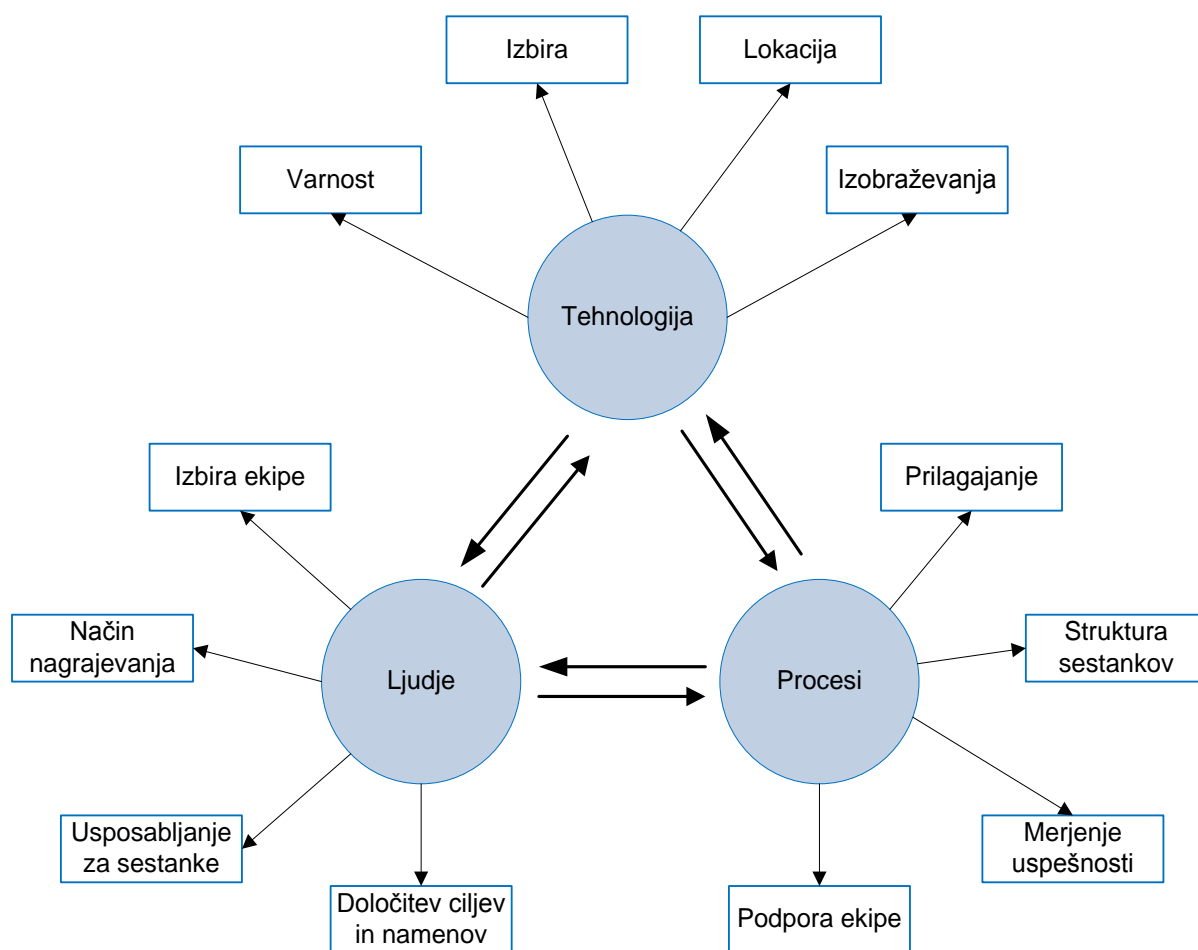 Izbira
Lokacija
Varnost
Izobraževanja
Tehnologija
Izbira ekipe
Prilagajanje
Način
nagrajevanja
Ljudje
Procesi
Struktura
sestankov
Usposabljanje
za sestanke
Merjenje
uspešnosti
Določitev ciljev
in namenov
Podpora ekipe